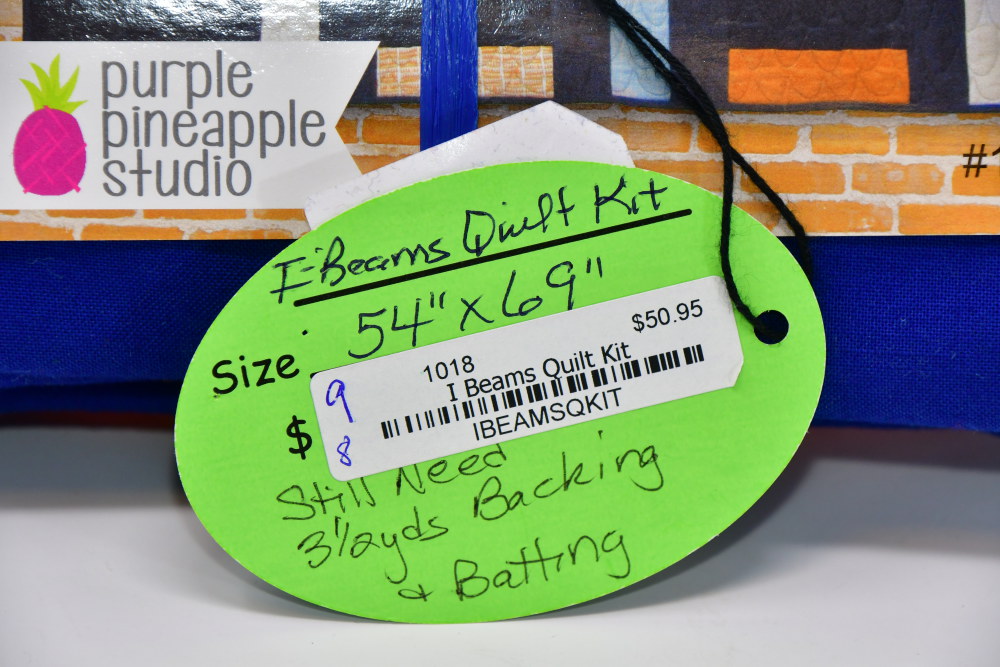 purple
pineapple
studio
#1
I-Beams Quilt Kit
Size 54" x 69"
$50.95
1018
I Beams Quilt Kit
IBEAMSQKIT
9
8
$
Still Need
3 1/2 yds Backing
& Batting